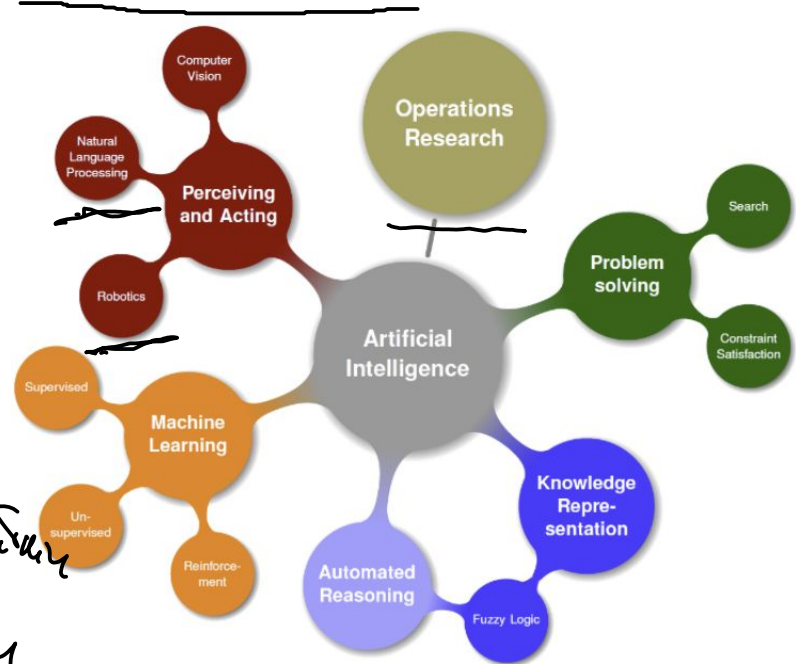 Computer
Vision
Operations
Research
Natural
Language
Processing
Perceiving
and Acting
Search
Problem
solving
Robotics
Artificial
Intelligence
Constraint
Satisfaction
Supervised
Machine
Learning
Knowledge
Repre-
sentation
Un-
supervised
Automated
Reasoning
Reinforce-
ment
Fuzzy Logic